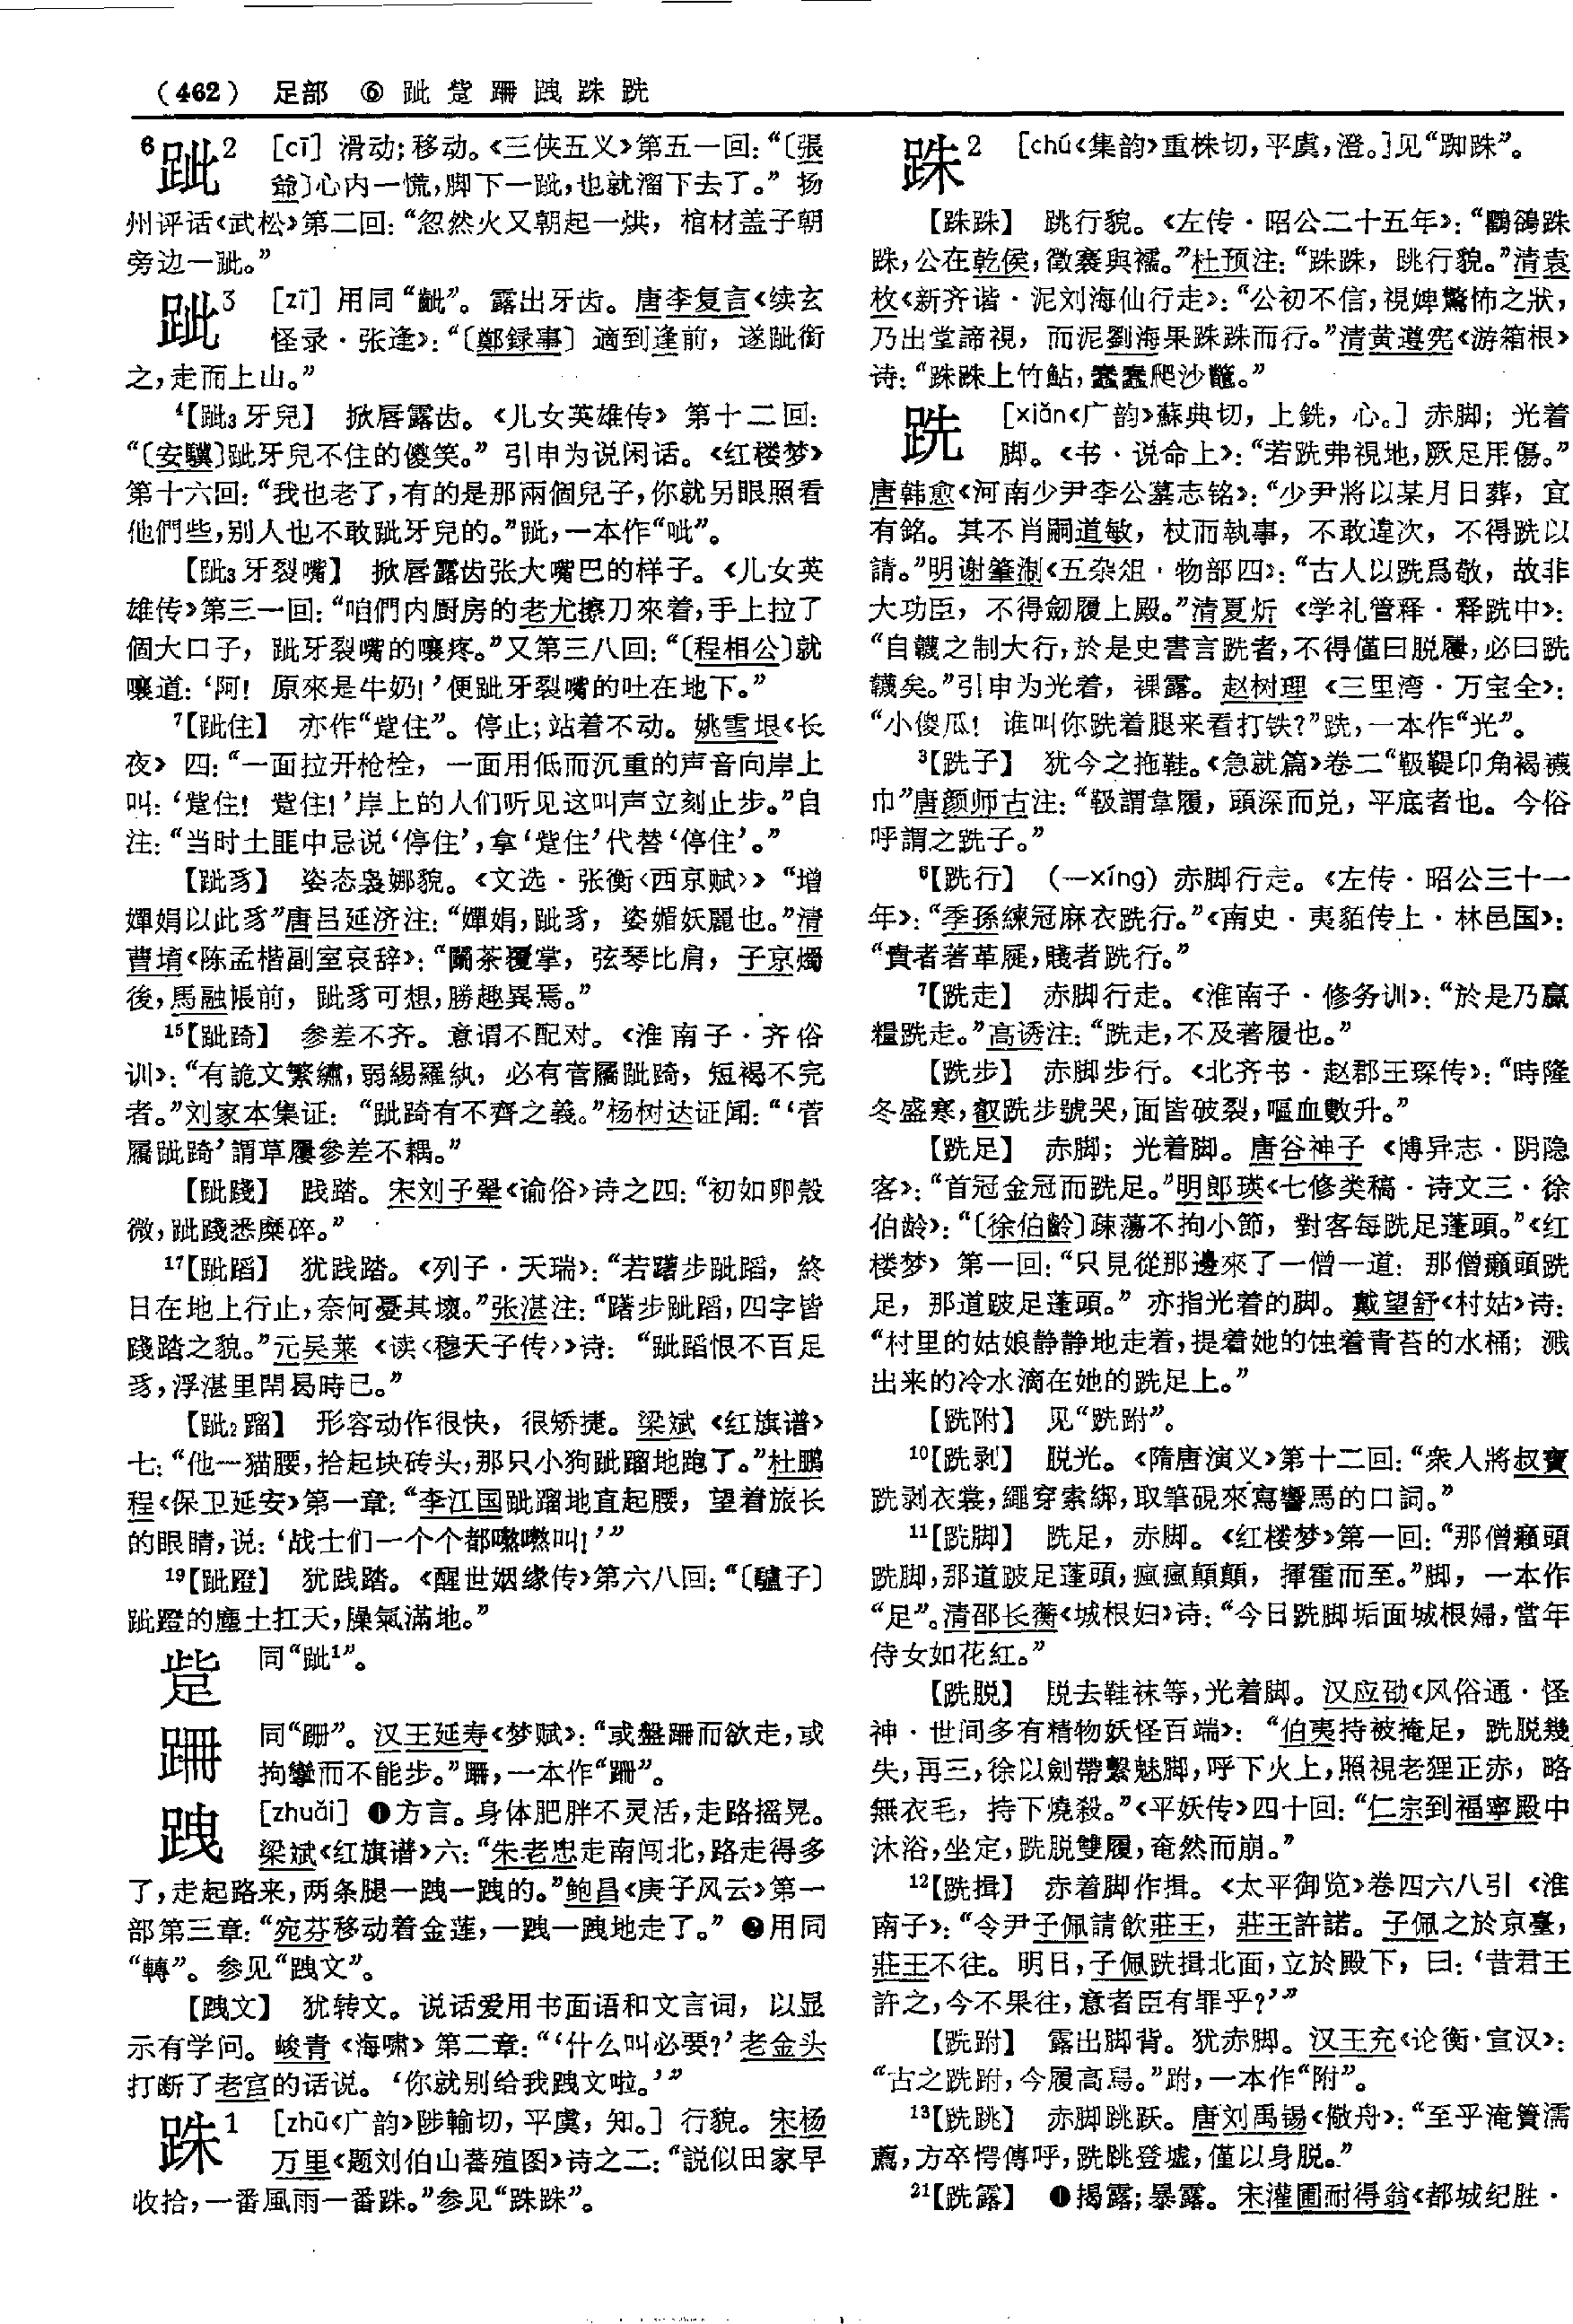 (462) 足部 ⑥ 跐 㱔 跚 跩 跦 跣
⁶跐2 [cī] 滑动;移动。《三侠五义》第五一回:“〔張
爺〕心内一慌,脚下一跐,也就溜下去了。” 扬
州评话《武松》第二回:“忽然火又朝起一烘,棺材盖子朝
旁边一跐。”
跐3 [zī] 用同“齜”。露出牙齿。唐李复言《续玄
怪录·张逢》:“〔鄭録事〕適到逢前,遂跐銜
之,走而上山。”
⁴【跐₃牙兒】 掀唇露齿。《儿女英雄传》第十二回:
“〔安驥〕跐牙兒不住的傻笑。”引申为说闲话。《红楼梦》
第十六回:“我也老了,有的是那兩個兒子,你就另眼照看
他們些,别人也不敢跐牙兒的。”跐,一本作“呲”。
【跐₃牙裂嘴】 掀唇露齿张大嘴巴的样子。《儿女英
雄传》第三一回:“咱們内厨房的老尤擦刀來着,手上拉了
個大口子,跐牙裂嘴的嚷疼。”又第三八回:“〔程相公〕就
嚷道:‘阿!原來是牛奶!’便跐牙裂嘴的吐在地下。”
⁷【跐住】 亦作“㱔住”。停止;站着不动。姚雪垠《长
夜》四:“一面拉开枪栓,一面用低而沉重的声音向岸上
叫:‘㱔住!㱔住!’岸上的人们听见这叫声立刻止步。”自
注:“当时土匪中忌说‘停住’,拿‘㱔住’代替‘停住’。”
【跐豸】 姿态袅娜貌。《文选·张衡〈西京赋〉》“增
嬋娟以此豸”唐吕延济注:“嬋娟,跐豸,姿媚妖麗也。”清
曹堉《陈孟楷副室哀辞》:“鬭茶覆掌,弦琴比肩,子京燭
後,馬融帳前,跐豸可想,勝趣異焉。”
¹⁵【跐踦】 参差不齐。意谓不配对。《淮南子·齐俗
训》:“有詭文繁繡,弱緆羅紈,必有菅屩跐踦,短褐不完
者。”刘家本集证:“跐踦有不齊之義。”杨树达证闻:“‘菅
屩跐踦’謂草屨參差不耦。”
【跐踐】 践踏。宋刘子翚《谕俗》诗之四:“初如卵殼
微,跐踐悉糜碎。”
¹⁷【跐蹈】 犹践踏。《列子·天瑞》:“若躇步跐蹈,終
日在地上行止,奈何憂其壞。”张湛注:“躇步跐蹈,四字皆
踐踏之貌。”元吴莱《读〈穆天子传〉》诗:“跐蹈恨不百足
豸,浮湛里閈曷時已。”
【跐₂蹓】 形容动作很快,很矫捷。梁斌《红旗谱》
七:“他一猫腰,拾起块砖头,那只小狗跐蹓地跑了。”杜鹏
程《保卫延安》第一章:“李江国跐蹓地直起腰,望着旅长
的眼睛,说:‘战士们一个个都嗷嗷叫!’”
¹⁹【跐蹬】 犹践踏。《醒世姻缘传》第六八回:“〔驢子〕
跐蹬的塵土扛天,臊氣滿地。”
㱔 同“跐¹”。
跚 同“跚”。汉王延寿《梦赋》:“或盤跚而欲走,或
拘攣而不能步。”跚,一本作“跚”。
跩 [zhuǎi] ❶方言。身体肥胖不灵活,走路摇晃。
梁斌《红旗谱》六:“朱老忠走南闯北,路走得多
了,走起路来,两条腿一跩一跩的。”鲍昌《庚子风云》第一
部第三章:“宛芬移动着金莲,一跩一跩地走了。” ❷用同
“轉”。参见“跩文”。
【跩文】 犹转文。说话爱用书面语和文言词,以显
示有学问。峻青《海啸》第二章:“‘什么叫必要?’老金头
打断了老宫的话说。‘你就别给我跩文啦。’”
跦1 [zhū《广韵》陟輸切,平虞,知。] 行貌。宋杨
万里《题刘伯山蕃殖图》诗之二:“説似田家早
收拾,一番風雨一番跦。”参见“跦跦”。
跦2 [chú《集韵》重株切,平虞,澄。]见“踟跦”。
【跦跦】 跳行貌。《左传·昭公二十五年》:“鸜鵒跦
跦,公在乾侯,徵褰與襦。”杜预注:“跦跦,跳行貌。”清袁
枚《新齐谐·泥刘海仙行走》:“公初不信,視婢驚怖之狀,
乃出堂諦視,而泥劉海果跦跦而行。”清黄遵宪《游箱根》
诗:“跦跦上竹鲇,蠢蠢爬沙龞。”
跣 [xiǎn《广韵》蘇典切,上銑,心。] 赤脚;光着
脚。《书·说命上》:“若跣弗視地,厥足用傷。”
唐韩愈《河南少尹李公墓志铭》:“少尹將以某月日葬,宜
有銘。其不肖嗣道敏,杖而執事,不敢違次,不得跣以
請。”明谢肇淛《五杂俎·物部四》:“古人以跣爲敬,故非
大功臣,不得劒履上殿。”清夏炘《学礼管释·释跣中》:
“自韈之制大行,於是史書言跣者,不得僅曰脱屨,必曰跣
韈矣。”引申为光着,裸露。赵树理《三里湾·万宝全》:
“小傻瓜!谁叫你跣着腿来看打铁?”跣,一本作“光”。
³【跣子】 犹今之拖鞋。《急就篇》卷二“靸鞮卬角褐襪
巾”唐颜师古注:“靸謂韋履,頭深而兑,平底者也。今俗
呼謂之跣子。”
⁶【跣行】 (—xíng) 赤脚行走。《左传·昭公三十一
年》:“季孫練冠麻衣跣行。”《南史·夷貊传上·林邑国》:
“貴者著革屣,賤者跣行。”
⁷【跣走】 赤脚行走。《淮南子·修务训》:“於是乃贏
糧跣走。”高诱注:“跣走,不及著履也。”
【跣步】 赤脚步行。《北齐书·赵郡王琛传》:“時隆
冬盛寒,叡跣步號哭,面皆破裂,嘔血數升。”
【跣足】 赤脚;光着脚。唐谷神子《博异志·阴隐
客》:“首冠金冠而跣足。”明郎瑛《七修类稿·诗文三·徐
伯龄》:“〔徐伯齡〕疎蕩不拘小節,對客每跣足蓬頭。”《红
楼梦》第一回:“只見從那邊來了一僧一道:那僧癩頭跣
足,那道跛足蓬頭。”亦指光着的脚。戴望舒《村姑》诗:
“村里的姑娘静静地走着,提着她的蚀着青苔的水桶;溅
出来的冷水滴在她的跣足上。”
【跣附】 见“跣跗”。
¹⁰【跣剥】 脱光。《隋唐演义》第十二回:“衆人將叔寶
跣剥衣裳,繩穿索綁,取筆硯來寫響馬的口詞。”
¹¹【跣脚】 跣足,赤脚。《红楼梦》第一回:“那僧癩頭
跣脚,那道跛足蓬頭,瘋瘋顛顛,揮霍而至。”脚,一本作
“足”。清邵长蘅《城根妇》诗:“今日跣脚垢面城根婦,當年
侍女如花紅。”
【跣脱】 脱去鞋袜等,光着脚。汉应劭《风俗通·怪
神·世间多有精物妖怪百端》:“伯夷持被掩足,跣脱幾
失,再三,徐以劍帶繫魅脚,呼下火上,照視老狸正赤,略
無衣毛,持下燒殺。”《平妖传》四十回:“仁宗到福寧殿中
沐浴,坐定,跣脱雙履,奄然而崩。”
¹²【跣揖】 赤着脚作揖。《太平御览》卷四六八引《淮
南子》:“令尹子佩請飲莊王,莊王許諾。子佩之於京臺,
莊王不往。明日,子佩跣揖北面,立於殿下,曰:‘昔君王
許之,今不果往,意者臣有罪乎?’”
【跣跗】 露出脚背。犹赤脚。汉王充《论衡·宣汉》:
“古之跣跗,今履高舄。”跗,一本作“附”。
¹³【跣跳】 赤脚跳跃。唐刘禹锡《儆舟》:“至乎淹簀濡
薦,方卒愕傳呼,跣跳登墟,僅以身脱。”
²¹【跣露】 ❶揭露;暴露。宋灌圃耐得翁《都城纪胜·